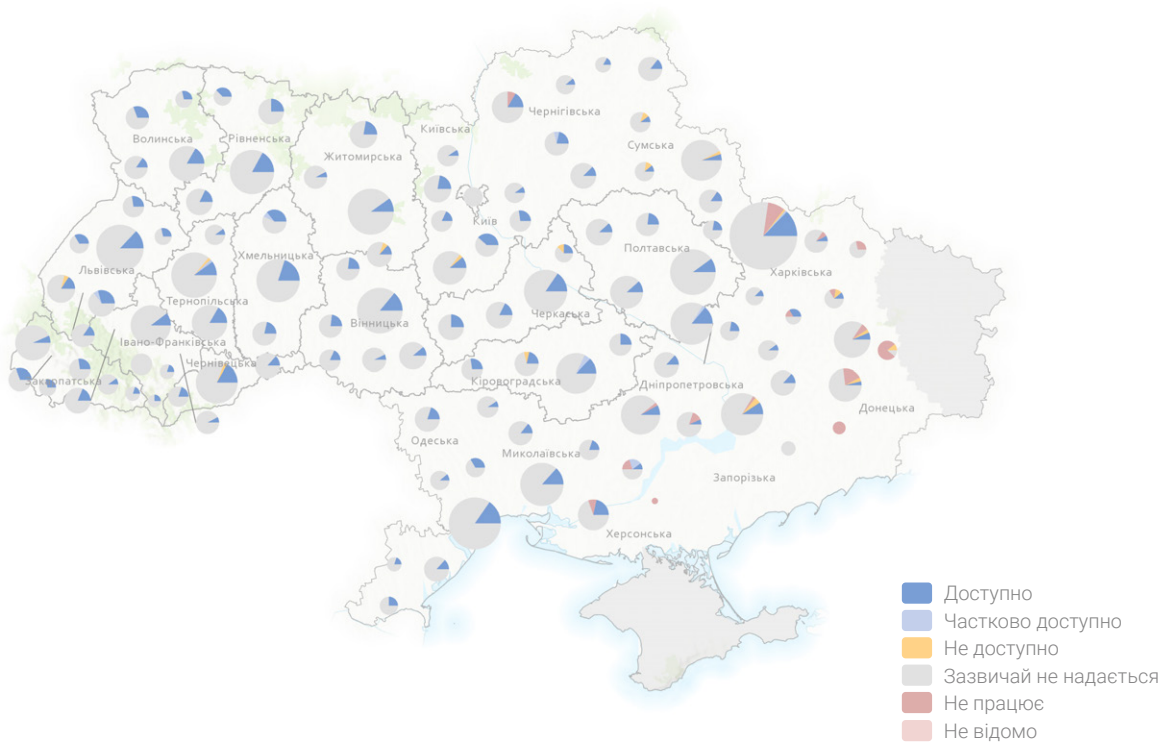 Чернігівська
Київська
Волинська
Рівненська
Сумська
Житомирська
Київ
Полтавська
Хмельницька
Львівська
Харківська
Тернопільська
Черкаська
Вінницька
Івано-Франківська
Чернівецька
Закарпатська
Кіровоградська
Дніпропетровська
Донецька
Одеська
Миколаївська
Запорізька
Херсонська
Доступно
Частково доступно
Не доступно
Зазвичай не надається
Не працює
Не відомо